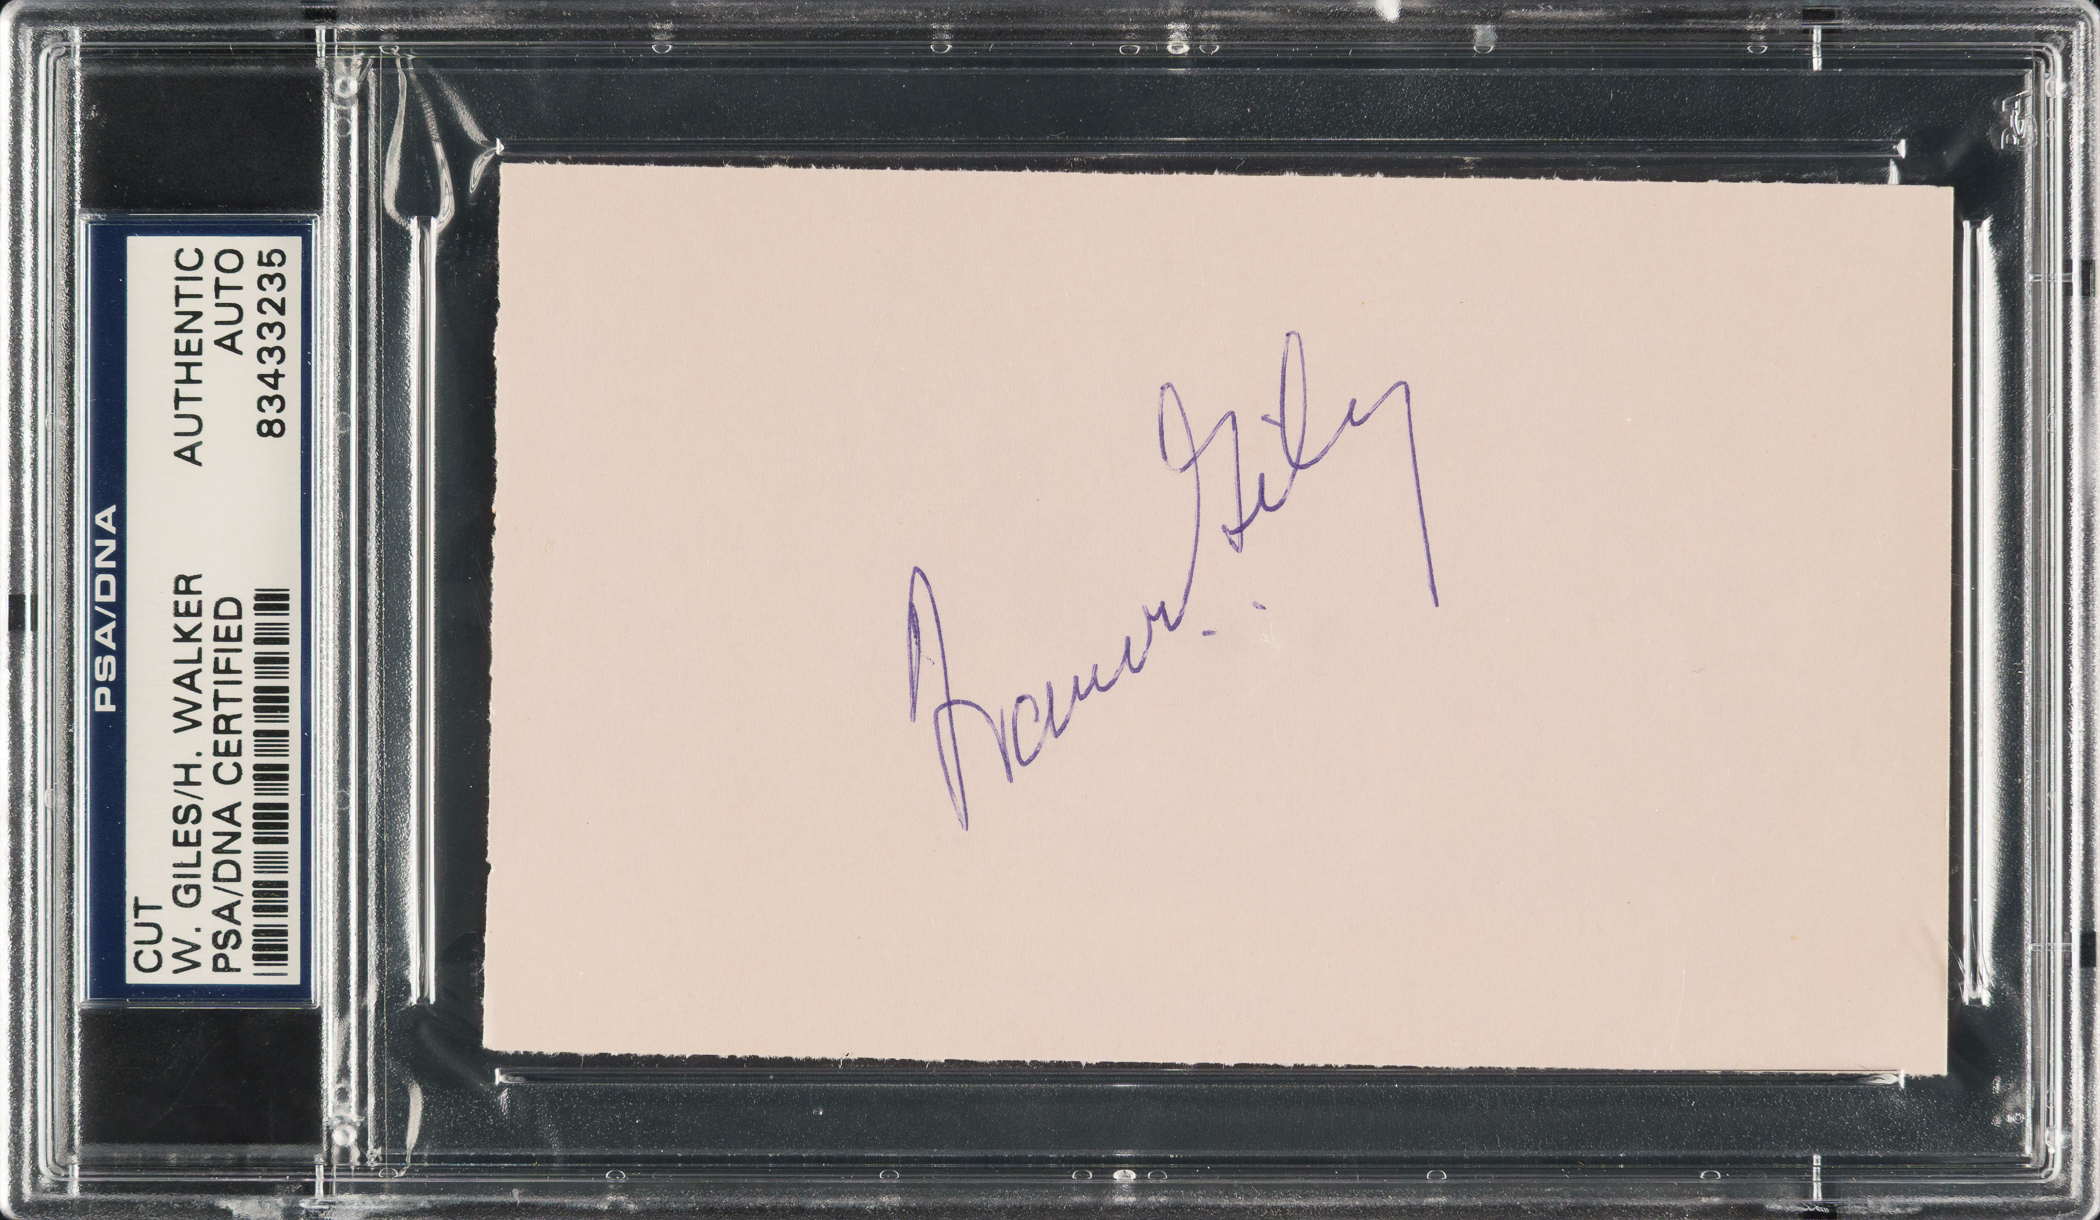 PSA/DNA
CUT
W. GILES/H. WALKER AUTHENTIC
PSA/DNA CERTIFIED AUTO
83433235